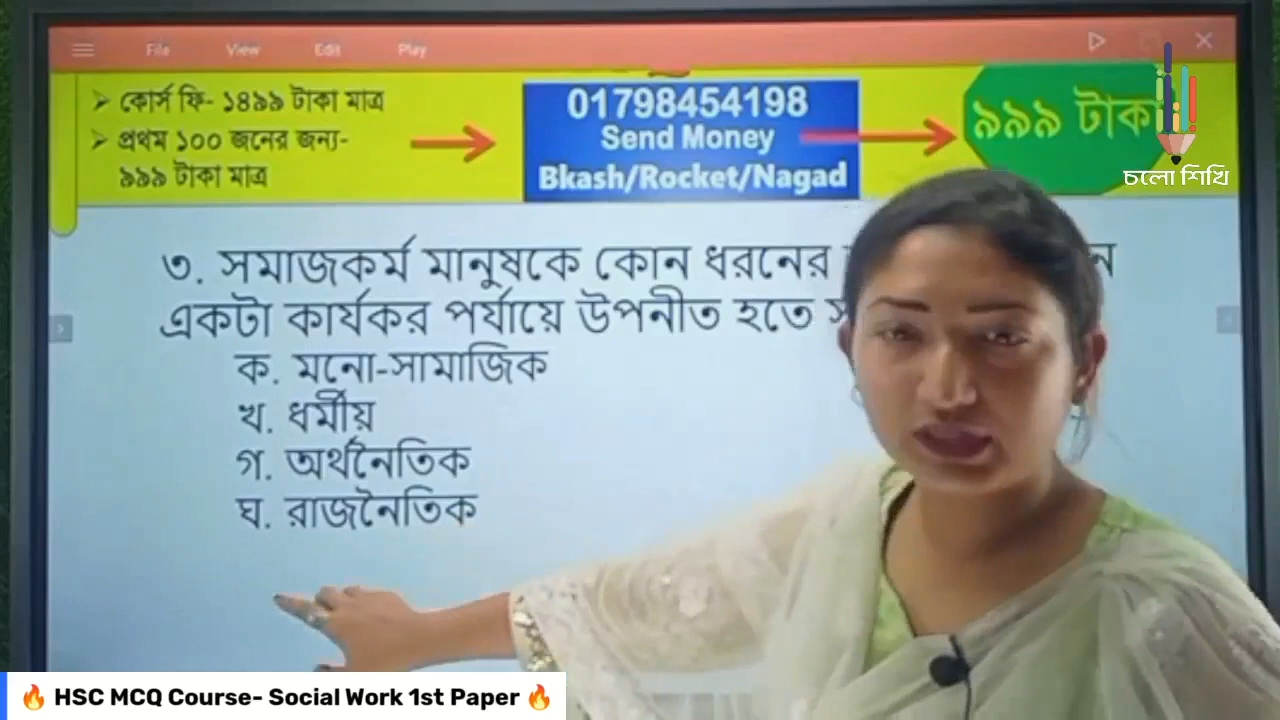 File View Edit Play
➢ কোর্স ফি- ১৪৯৯ টাকা মাত্র
➢ প্রথম ১০০ জনের জন্য-
৯৯৯ টাকা মাত্র
01798454198
Send Money
Bkash/Rocket/Nagad
৯৯৯ টাকা
চলো শিখি
৩. সমাজকর্ম মানুষকে কোন ধরনের
একটা কার্যকর পর্যায়ে উপনীত হতে
ক. মনো-সামাজিক
খ. ধর্মীয়
গ. অর্থনৈতিক
ঘ. রাজনৈতিক
🔥 HSC MCQ Course- Social Work 1st Paper 🔥